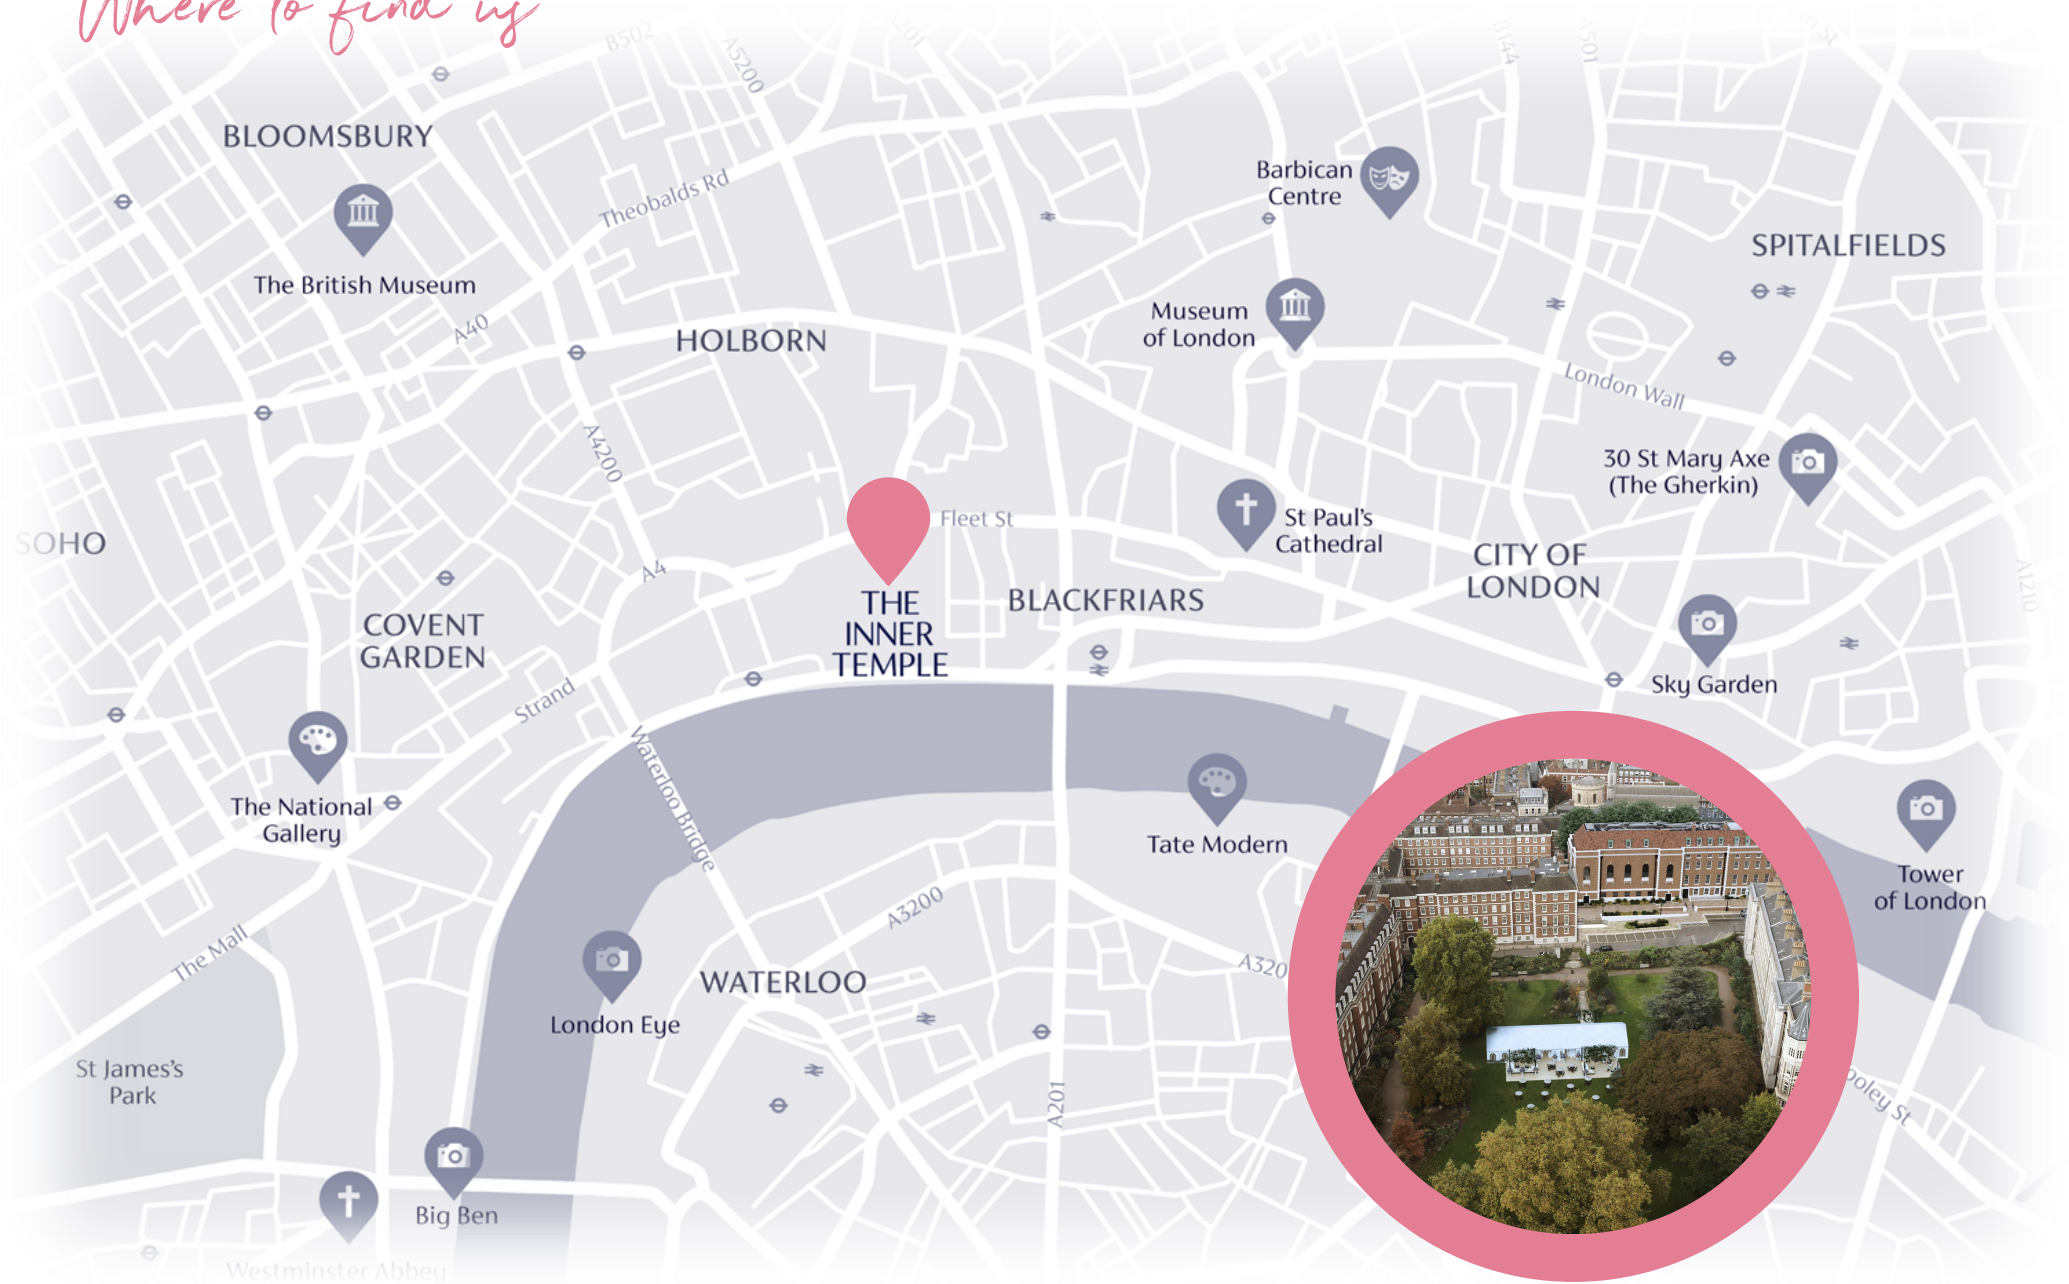 Where to find us
B502
A5200
A201
B144
A501
BLOOMSBURY
Theobalds Rd
Barbican
Centre
SPITALFIELDS
The British Museum
A40
HOLBORN
Museum
of London
London Wall
A4200
30 St Mary Axe
(The Gherkin)
SOHO
Fleet St
St Paul's
Cathedral
CITY OF
LONDON
A4
A1210
THE
INNER
TEMPLE
BLACKFRIARS
COVENT
GARDEN
Sky Garden
Strand
Waterloo Bridge
The National
Gallery
Tate Modern
Tower
of London
A3200
The Mall
A320
WATERLOO
London Eye
St James's
Park
A201
ooley St
Big Ben
Westminster Abbey